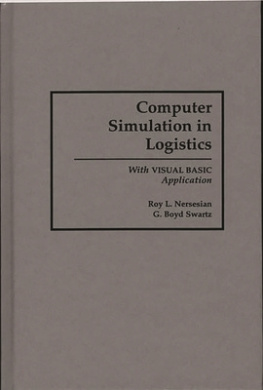 Computer
Simulation in
Logistics
With VISUAL BASIC
Application
Roy L. Nersesian
G. Boyd Swartz